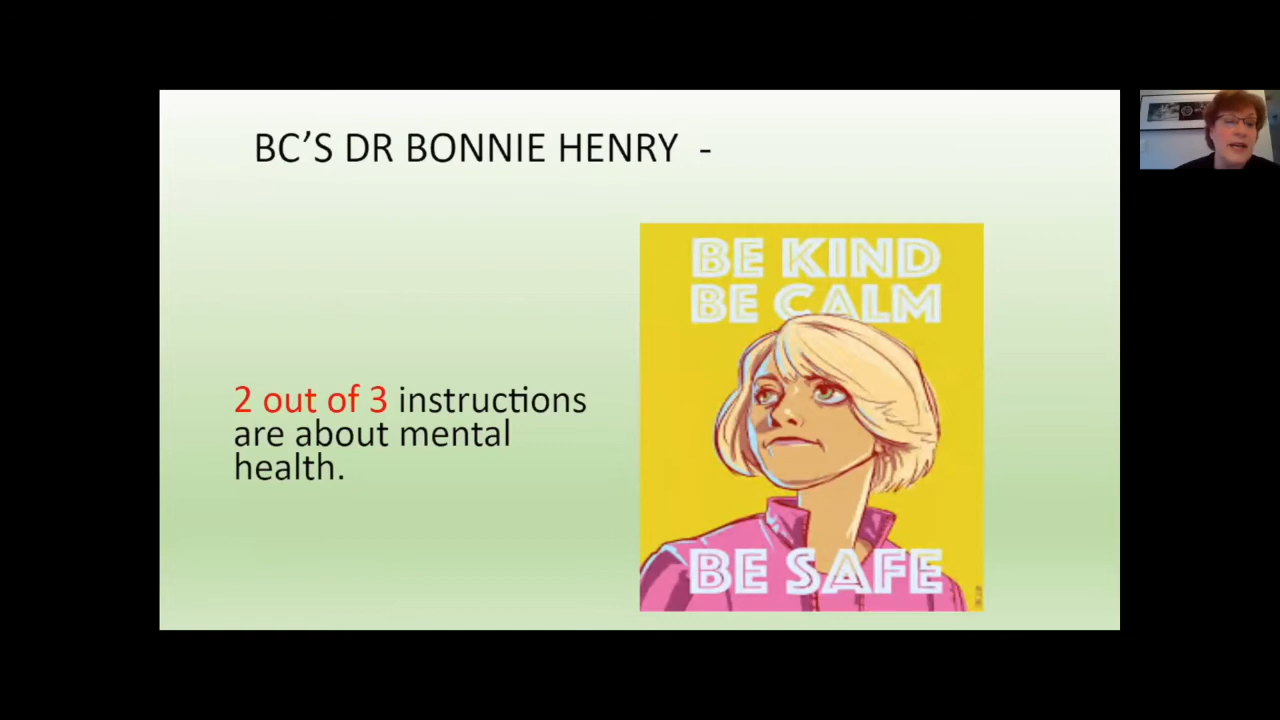 BC'S DR BONNIE HENRY -
BE KIND
BE CALM
2 out of 3 instructions
are about mental
health.
BE SAFE